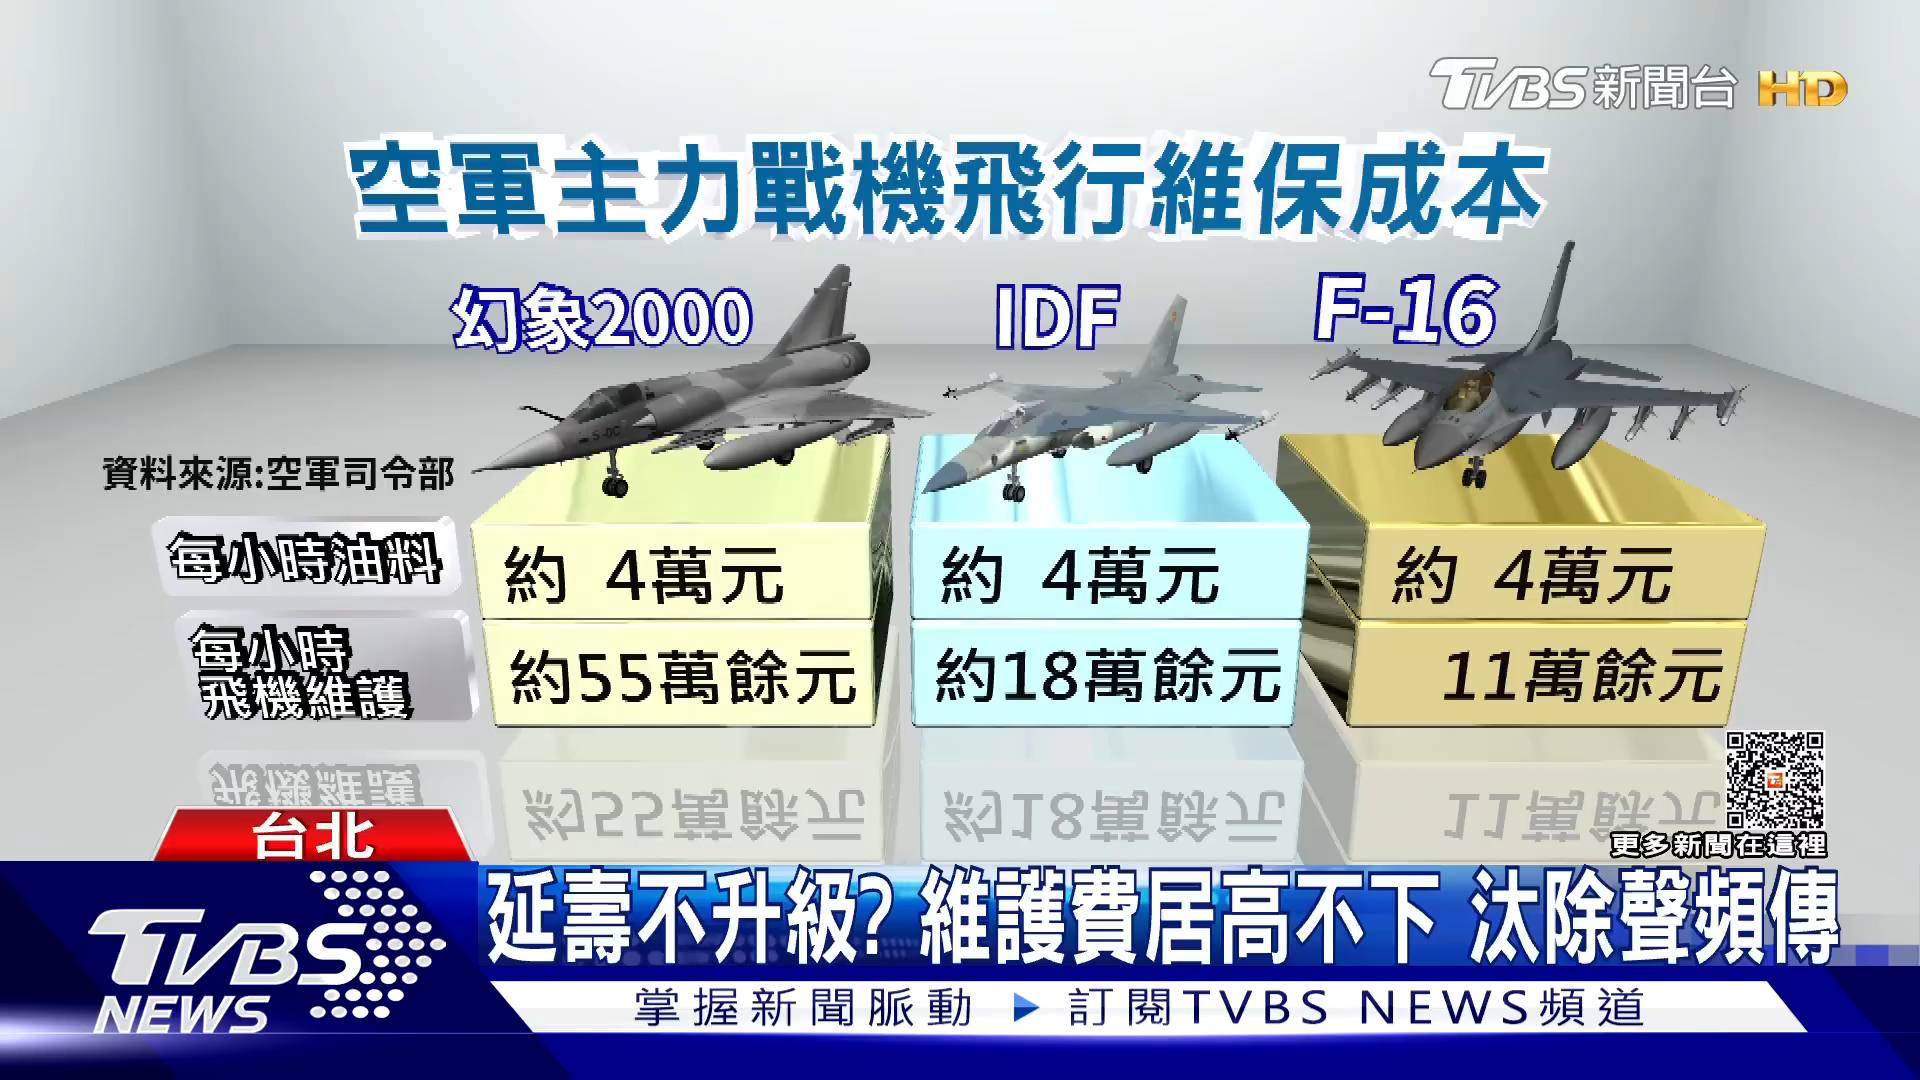 TVBS新聞台 HD
空軍主力戰機飛行維保成本
幻象2000 IDF F-16
資料來源:空軍司令部
每小時油料 約 4萬元 約 4萬元 約 4萬元
每小時
飛機維護 約55萬餘元 約18萬餘元 11萬餘元
更多新聞在這裡
台北
延壽不升級? 維護費居高不下 汰除聲頻傳
TVBS
NEWS
掌握新聞脈動 ▶ 訂閱TVBS NEWS頻道